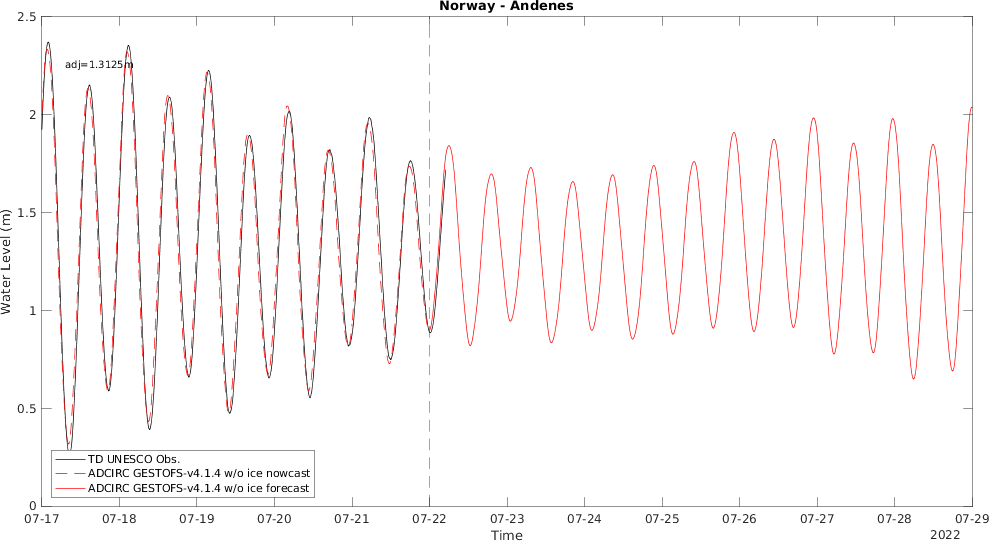 Norway - Andenes
2.5
adj=1.3125m
2
1.5
Water Level (m)
1
0.5
TD UNESCO Obs.
ADCIRC GESTOFS-v4.1.4 w/o ice nowcast
ADCIRC GESTOFS-v4.1.4 w/o ice forecast
0
07-17 07-18 07-19 07-20 07-21 07-22 07-23 07-24 07-25 07-26 07-27 07-28 07-29
Time
2022